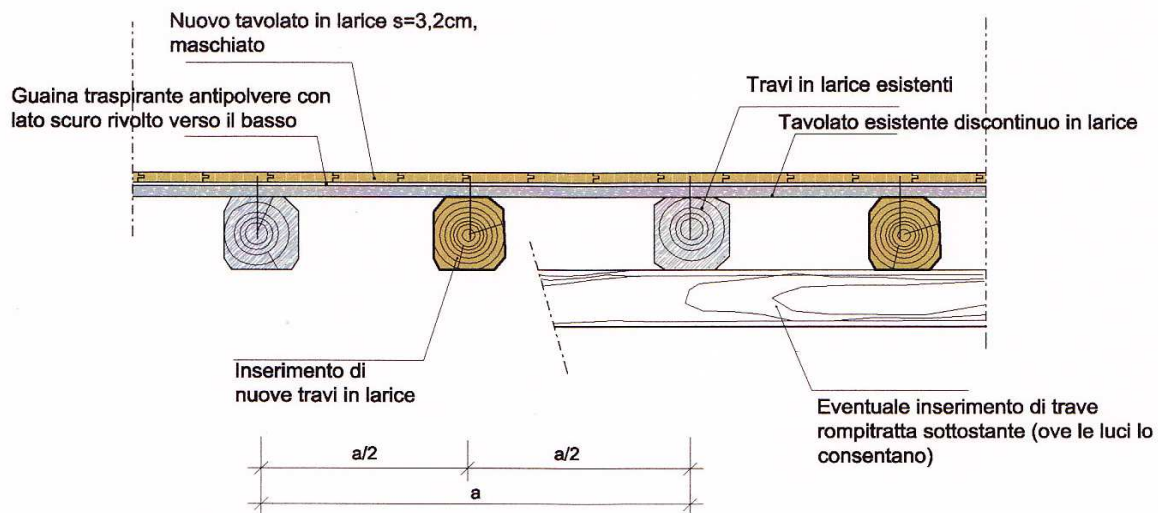 Nuovo tavolato in larice s=3,2cm,
maschiato
Guaina traspirante antipolvere con
lato scuro rivolto verso il basso
Travi in larice esistenti
Tavolato esistente discontinuo in larice
Inserimento di
nuove travi in larice
Eventuale inserimento di trave
rompitratta sottostante (ove le luci lo
consentano)
a/2
a/2
a